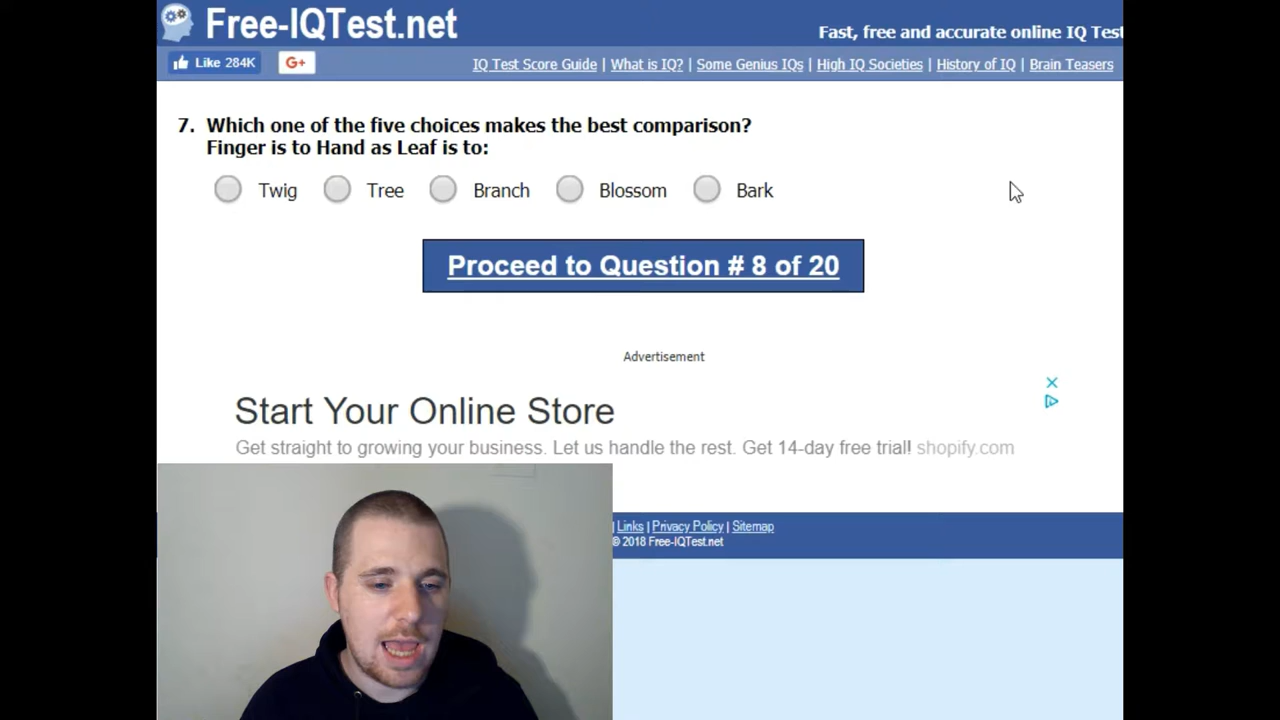 Free-IQTest.net
Fast, free and accurate online IQ Test
Like 284K
G+
IQ Test Score Guide | What is IQ? | Some Genius IQs | High IQ Societies | History of IQ | Brain Teasers
7. Which one of the five choices makes the best comparison?
Finger is to Hand as Leaf is to:
Twig Tree Branch Blossom Bark
Proceed to Question # 8 of 20
Advertisement
Start Your Online Store
Get straight to growing your business. Let us handle the rest. Get 14-day free trial! shopify.com
| Links | Privacy Policy | Sitemap
© 2018 Free-IQTest.net